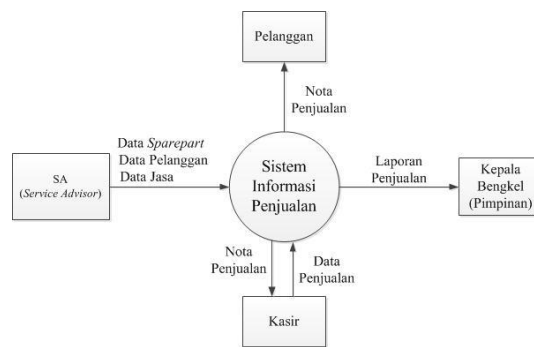 Pelanggan
Nota
Penjualan
Data Sparepart
Data Pelanggan
Data Jasa
SA
(Service Advisor)
Sistem
Informasi
Penjualan
Laporan
Penjualan
Kepala
Bengkel
(Pimpinan)
Nota
Penjualan
Data
Penjualan
Kasir